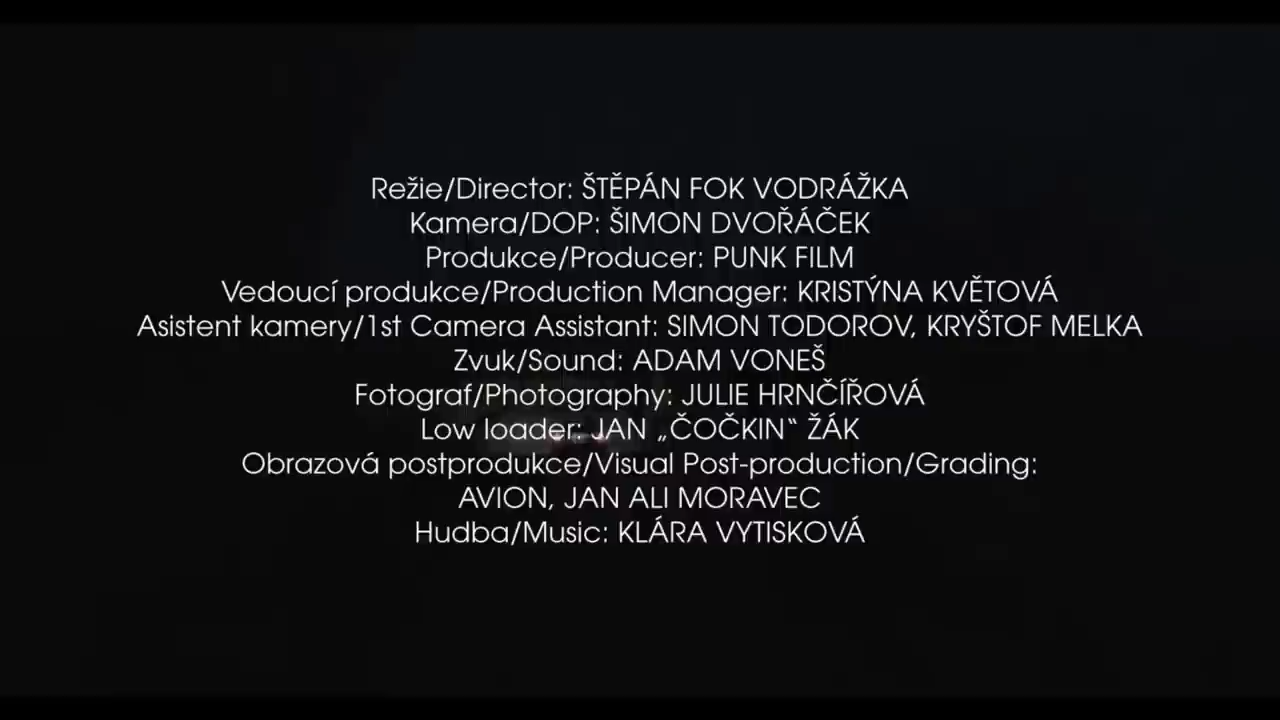 Režie/Director: ŠTĚPÁN FOK VODRÁŽKA
Kamera/DOP: ŠIMON DVOŘÁČEK
Produkce/Producer: PUNK FILM
Vedoucí produkce/Production Manager: KRISTÝNA KVĚTOVÁ
Asistent kamery/1st Camera Assistant: SIMON TODOROV, KRYŠTOF MELKA
Zvuk/Sound: ADAM VONEŠ
Fotograf/Photography: JULIE HRNČÍŘOVÁ
Low loader: JAN „ČOČKIN“ ŽÁK
Obrazová postprodukce/Visual Post-production/Grading:
AVION, JAN ALI MORAVEC
Hudba/Music: KLÁRA VYTISKOVÁ